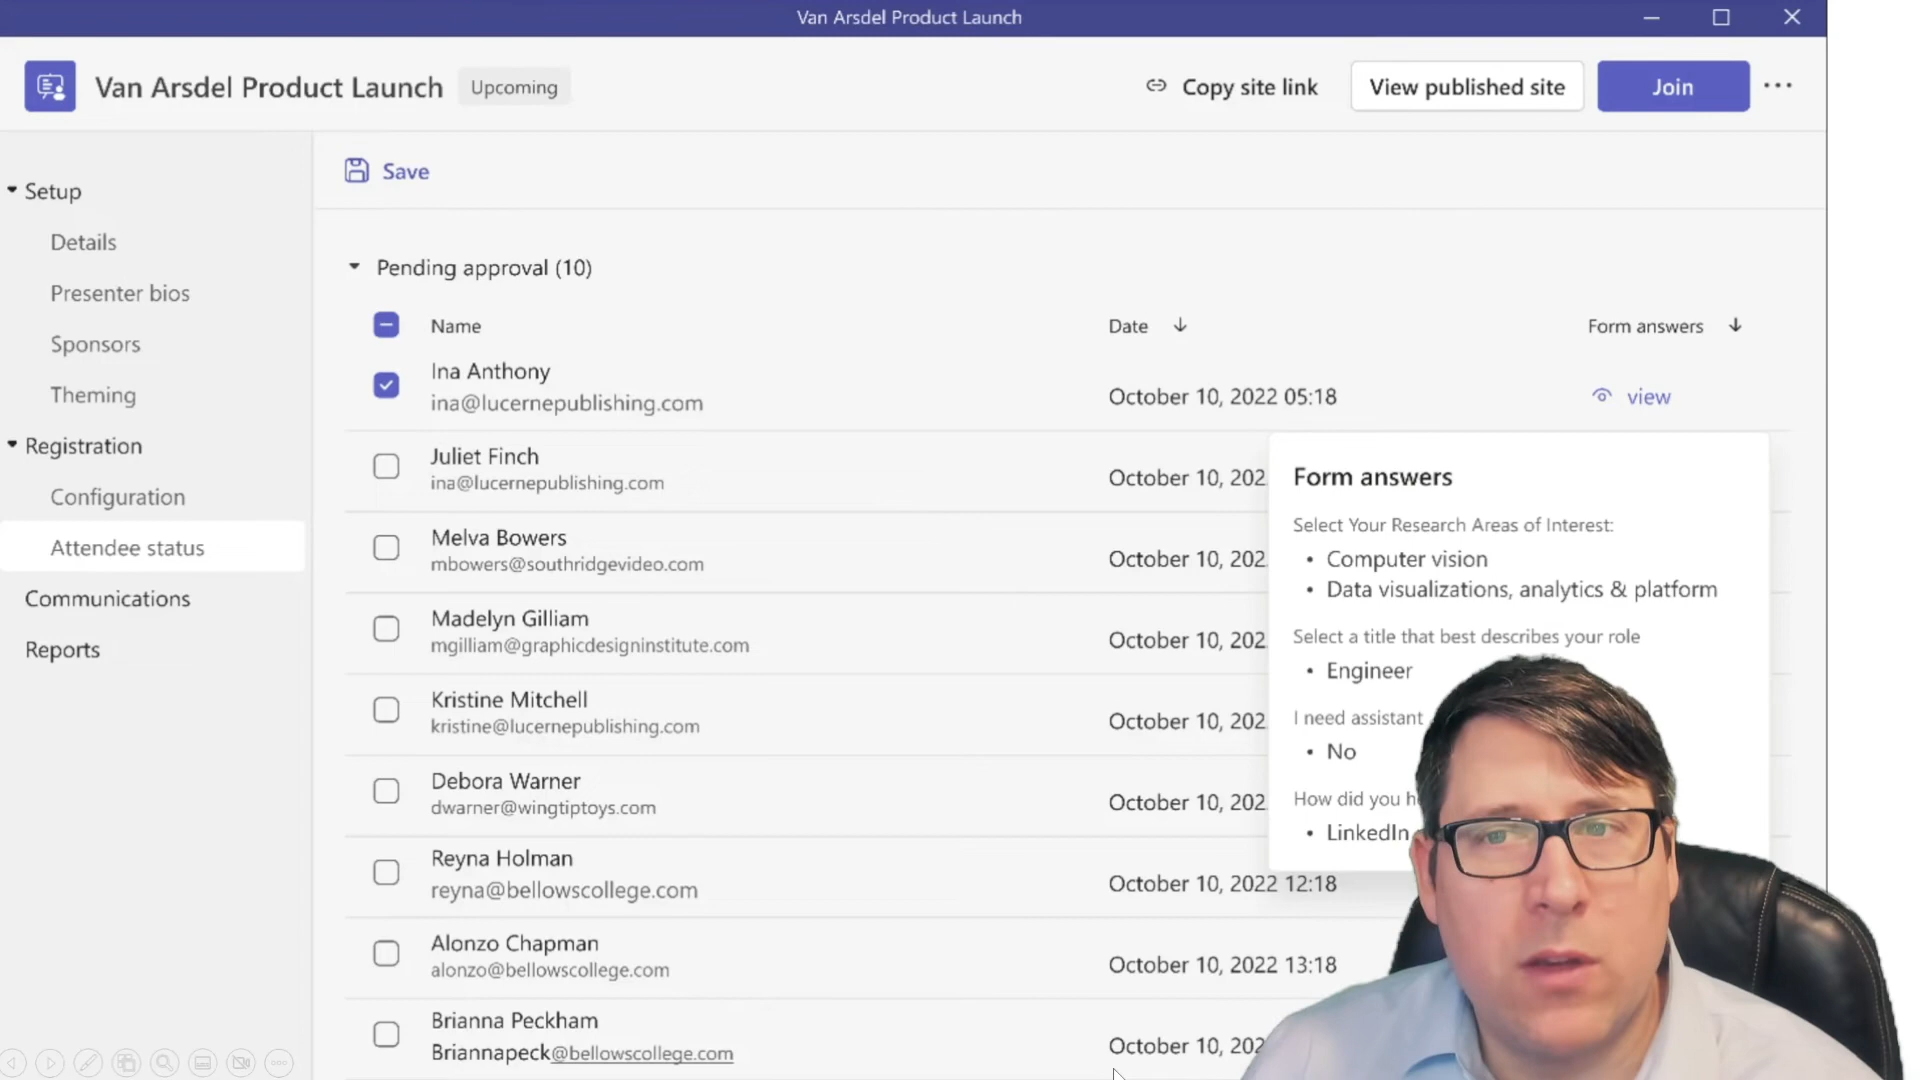 Van Arsdel Product Launch
Van Arsdel Product Launch
Upcoming
Copy site link
View published site
Join
Save
Setup
Details
Presenter bios
Sponsors
Theming
Registration
Configuration
Attendee status
Communications
Reports
Pending approval (10)
Name Date Form answers
Ina Anthony
ina@lucernepublishing.com
October 10, 2022 05:18
view
Juliet Finch
ina@lucernepublishing.com
October 10, 202
Melva Bowers
mbowers@southridgevideo.com
October 10, 202
Madelyn Gilliam
mgilliam@graphicdesigninstitute.com
October 10, 202
Kristine Mitchell
kristine@lucernepublishing.com
October 10, 202
Debora Warner
dwarner@wingtiptoys.com
October 10, 202
Reyna Holman
reyna@bellowscollege.com
October 10, 2022 12:18
Alonzo Chapman
alonzo@bellowscollege.com
October 10, 2022 13:18
Brianna Peckham
Briannapeck@bellowscollege.com
October 10, 202
Form answers
Select Your Research Areas of Interest:
• Computer vision
• Data visualizations, analytics & platform
Select a title that best describes your role
• Engineer
I need assistant
• No
How did you h
• LinkedIn